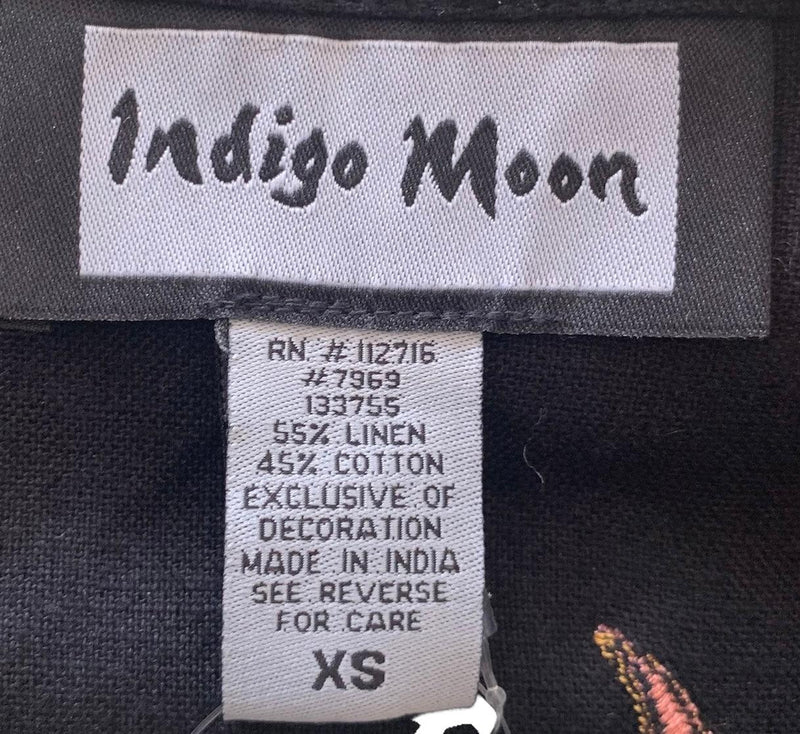 Indigo Moon
RN. # 112716
#7969
133755
55% LINEN
45% COTTON
EXCLUSIVE OF
DECORATION
MADE IN INDIA
SEE REVERSE
FOR CARE
XS